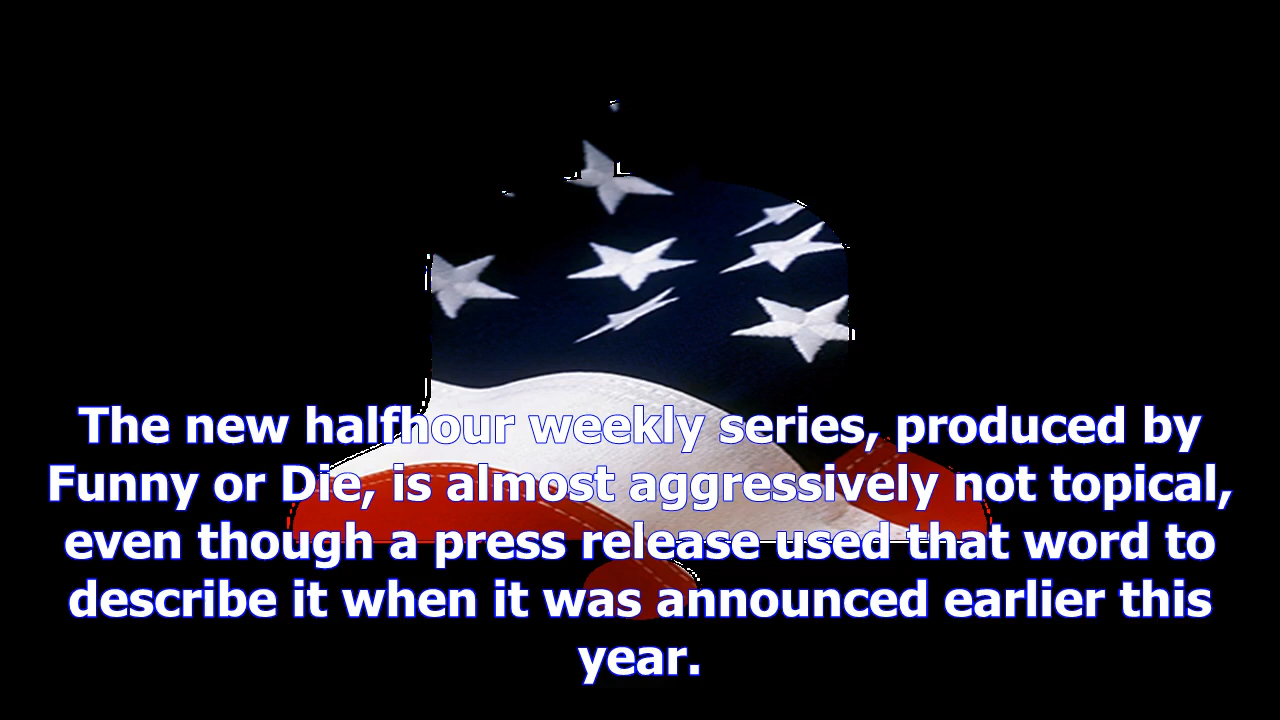 The new halfhour weekly series, produced by
Funny or Die, is almost aggressively not topical,
even though a press release used that word to
describe it when it was announced earlier this
year.